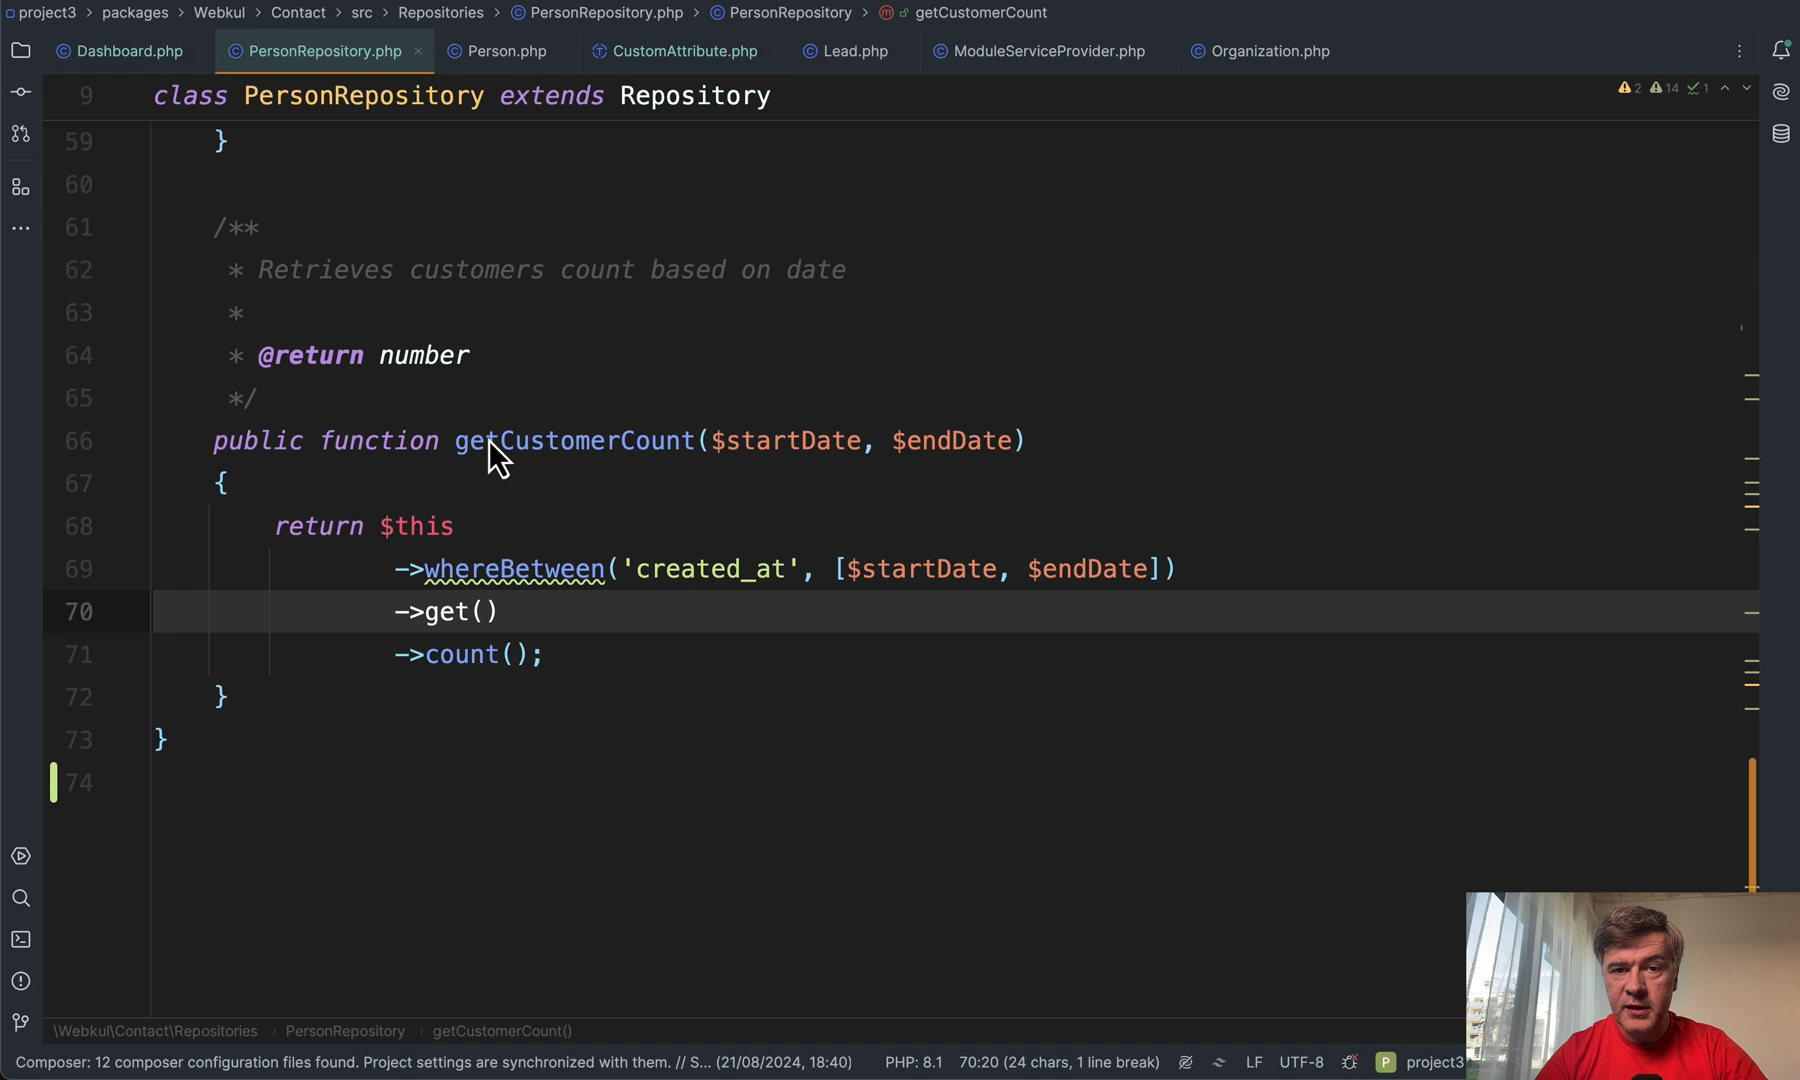 project3 > packages > Webkul > Contact > src > Repositories > PersonRepository.php > PersonRepository > getCustomerCount
Dashboard.php PersonRepository.php Person.php CustomAttribute.php Lead.php ModuleServiceProvider.php Organization.php
9 class PersonRepository extends Repository
2 14 1
59 }
60
61 /**
62 * Retrieves customers count based on date
63 *
64 * @return number
65 */
66 public function getCustomerCount($startDate, $endDate)
67 {
68 return $this
69 ->whereBetween('created_at', [$startDate, $endDate])
70 ->get()
71 ->count();
72 }
73 }
74
\Webkul\Contact\Repositories > PersonRepository > getCustomerCount()
Composer: 12 composer configuration files found. Project settings are synchronized with them. // S... (21/08/2024, 18:40) PHP: 8.1 70:20 (24 chars, 1 line break) LF UTF-8 P project3